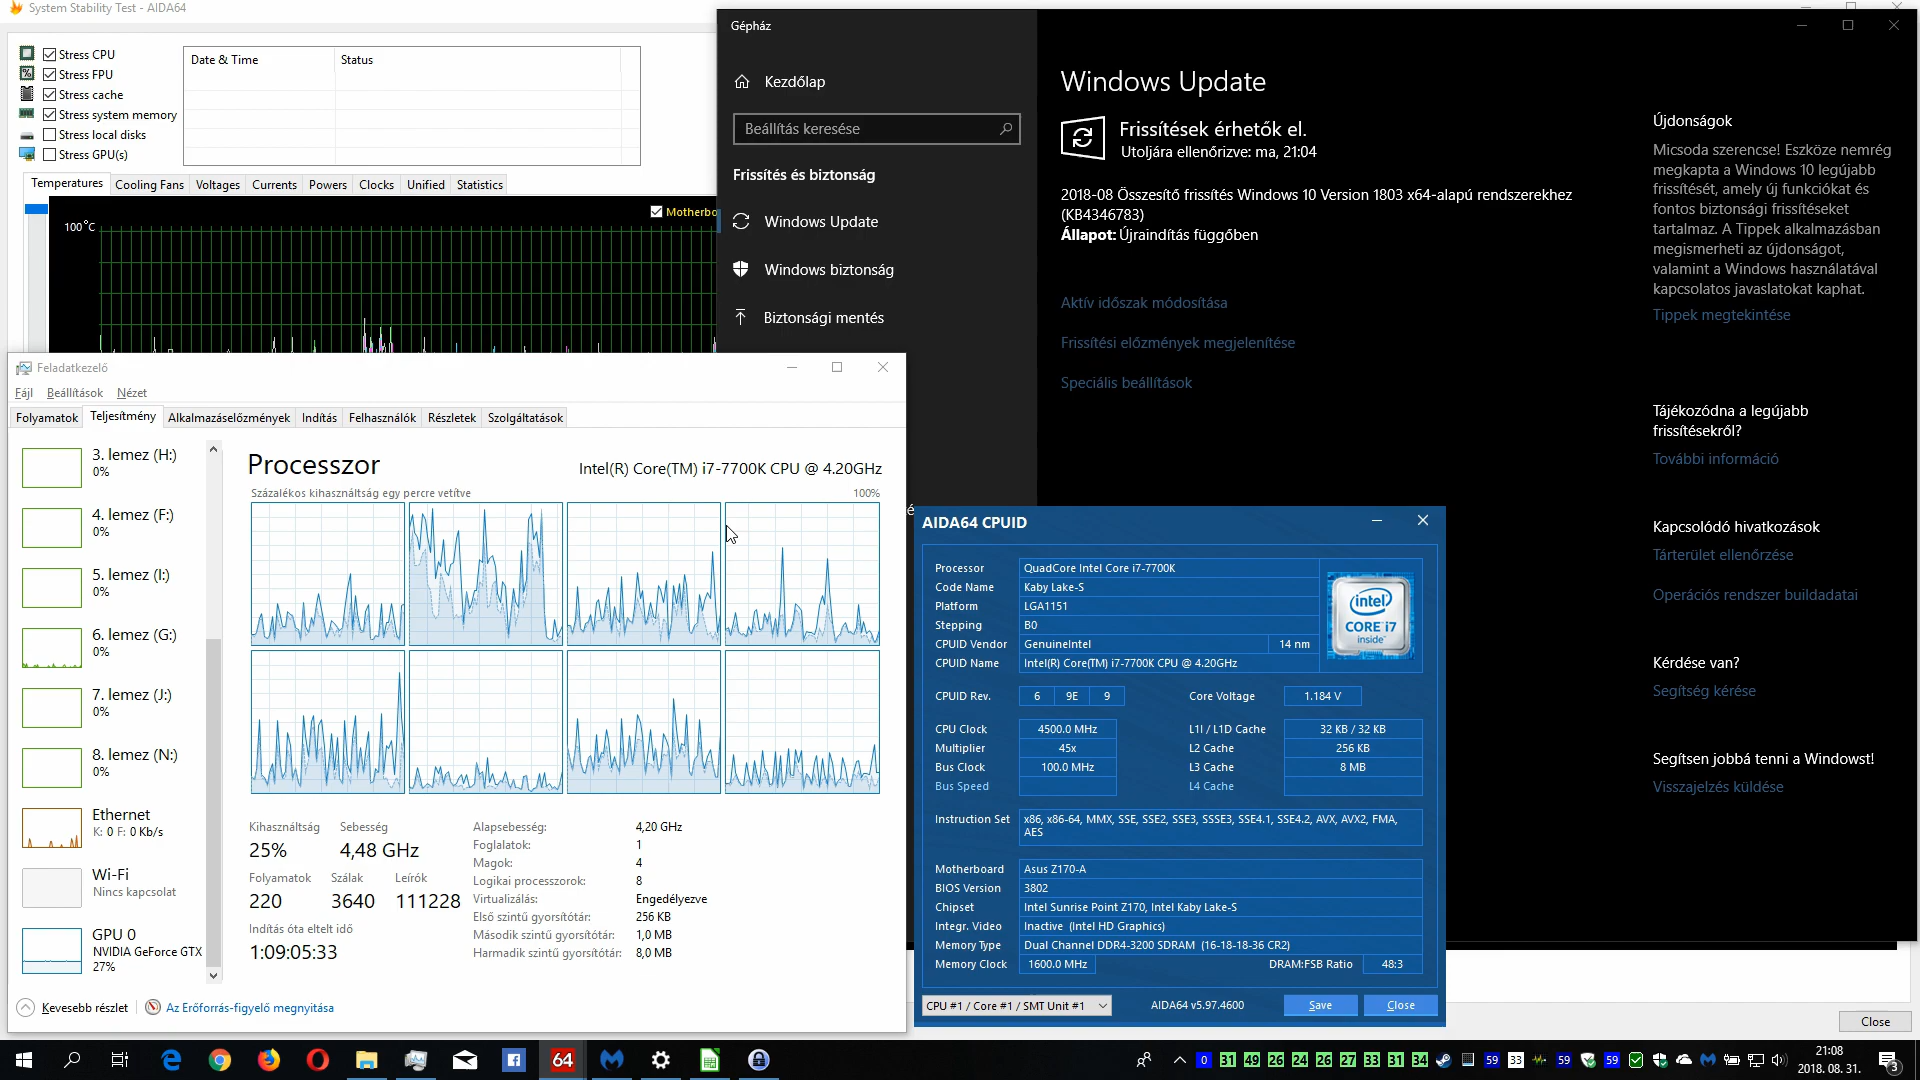 System Stability Test - AIDA64
Stress CPU
Stress FPU
Stress cache
Stress system memory
Stress local disks
Stress GPU(s)
Date & Time
Status
Temperatures
Cooling Fans
Voltages
Currents
Powers
Clocks
Unified
Statistics
100°C
Motherbo
Gépház
Kezdőlap
Beállítás keresése
Frissítés és biztonság
Windows Update
Windows biztonság
Biztonsági mentés
Windows Update
Frissítések érhetők el.
Utoljára ellenőrizve: ma, 21:04
2018-08 Összesítő frissítés Windows 10 Version 1803 x64-alapú rendszerekhez
(KB4346783)
Állapot: Újraindítás függőben
Aktív időszak módosítása
Frissítési előzmények megjelenítése
Speciális beállítások
Újdonságok
Micsoda szerencse! Eszköze nemrég
megkapta a Windows 10 legújabb
frissítését, amely új funkciókat és
fontos biztonsági frissítéseket
tartalmaz. A Tippek alkalmazásban
megismerheti az újdonságot,
valamint a Windows használatával
kapcsolatos javaslatokat kaphat.
Tippek megtekintése
Tájékozódna a legújabb
frissítésekről?
További információ
Kapcsolódó hivatkozások
Tárterület ellenőrzése
Operációs rendszer buildadatai
Kérdése van?
Segítség kérése
Segítsen jobbá tenni a Windowst!
Visszajelzés küldése
Close
Feladatkezelő
Fájl
Beállítások
Nézet
Folyamatok
Teljesítmény
Alkalmazáselőzmények
Indítás
Felhasználók
Részletek
Szolgáltatások
3. lemez (H:)
0%
4. lemez (F:)
0%
5. lemez (I:)
0%
6. lemez (G:)
0%
7. lemez (J:)
0%
8. lemez (N:)
0%
Ethernet
K: 0 F: 0 Kb/s
Wi-Fi
Nincs kapcsolat
GPU 0
NVIDIA GeForce GTX
27%
Processzor
Intel(R) Core(TM) i7-7700K CPU @ 4.20GHz
Százalékos kihasználtság egy percre vetítve
100%
Kihasználtság
Sebesség
25%
4,48 GHz
Folyamatok
Szálak
Leírók
220
3640
111228
Indítás óta eltelt idő
1:09:05:33
Alapsebesség: 4,20 GHz
Foglalatok: 1
Magok: 4
Logikai processzorok: 8
Virtualizálás: Engedélyezve
Első szintű gyorsítótár: 256 KB
Második szintű gyorsítótár: 1,0 MB
Harmadik szintű gyorsítótár: 8,0 MB
Kevesebb részlet
Az Erőforrás-figyelő megnyitása
é
AIDA64 CPUID
Processor QuadCore Intel Core i7-7700K
Code Name Kaby Lake-S
Platform LGA1151
Stepping B0
CPUID Vendor GenuineIntel 14 nm
CPUID Name Intel(R) Core(TM) i7-7700K CPU @ 4.20GHz
intel
CORE i7
inside
CPUID Rev. 6 9E 9
Core Voltage 1.184 V
CPU Clock 4500.0 MHz
L1I / L1D Cache 32 KB / 32 KB
Multiplier 45x
L2 Cache 256 KB
Bus Clock 100.0 MHz
L3 Cache 8 MB
Bus Speed
L4 Cache
Instruction Set x86, x86-64, MMX, SSE, SSE2, SSE3, SSSE3, SSE4.1, SSE4.2, AVX, AVX2, FMA,
AES
Motherboard Asus Z170-A
BIOS Version 3802
Chipset Intel Sunrise Point Z170, Intel Kaby Lake-S
Integr. Video Inactive (Intel HD Graphics)
Memory Type Dual Channel DDR4-3200 SDRAM (16-18-18-36 CR2)
Memory Clock 1600.0 MHz
DRAM:FSB Ratio 48:3
CPU #1 / Core #1 / SMT Unit #1
AIDA64 v5.97.4600
Save
Close
64
0 31 49 26 24 26 27 33 31 34
59 33 59 59
21:08
2018. 08. 31.
3